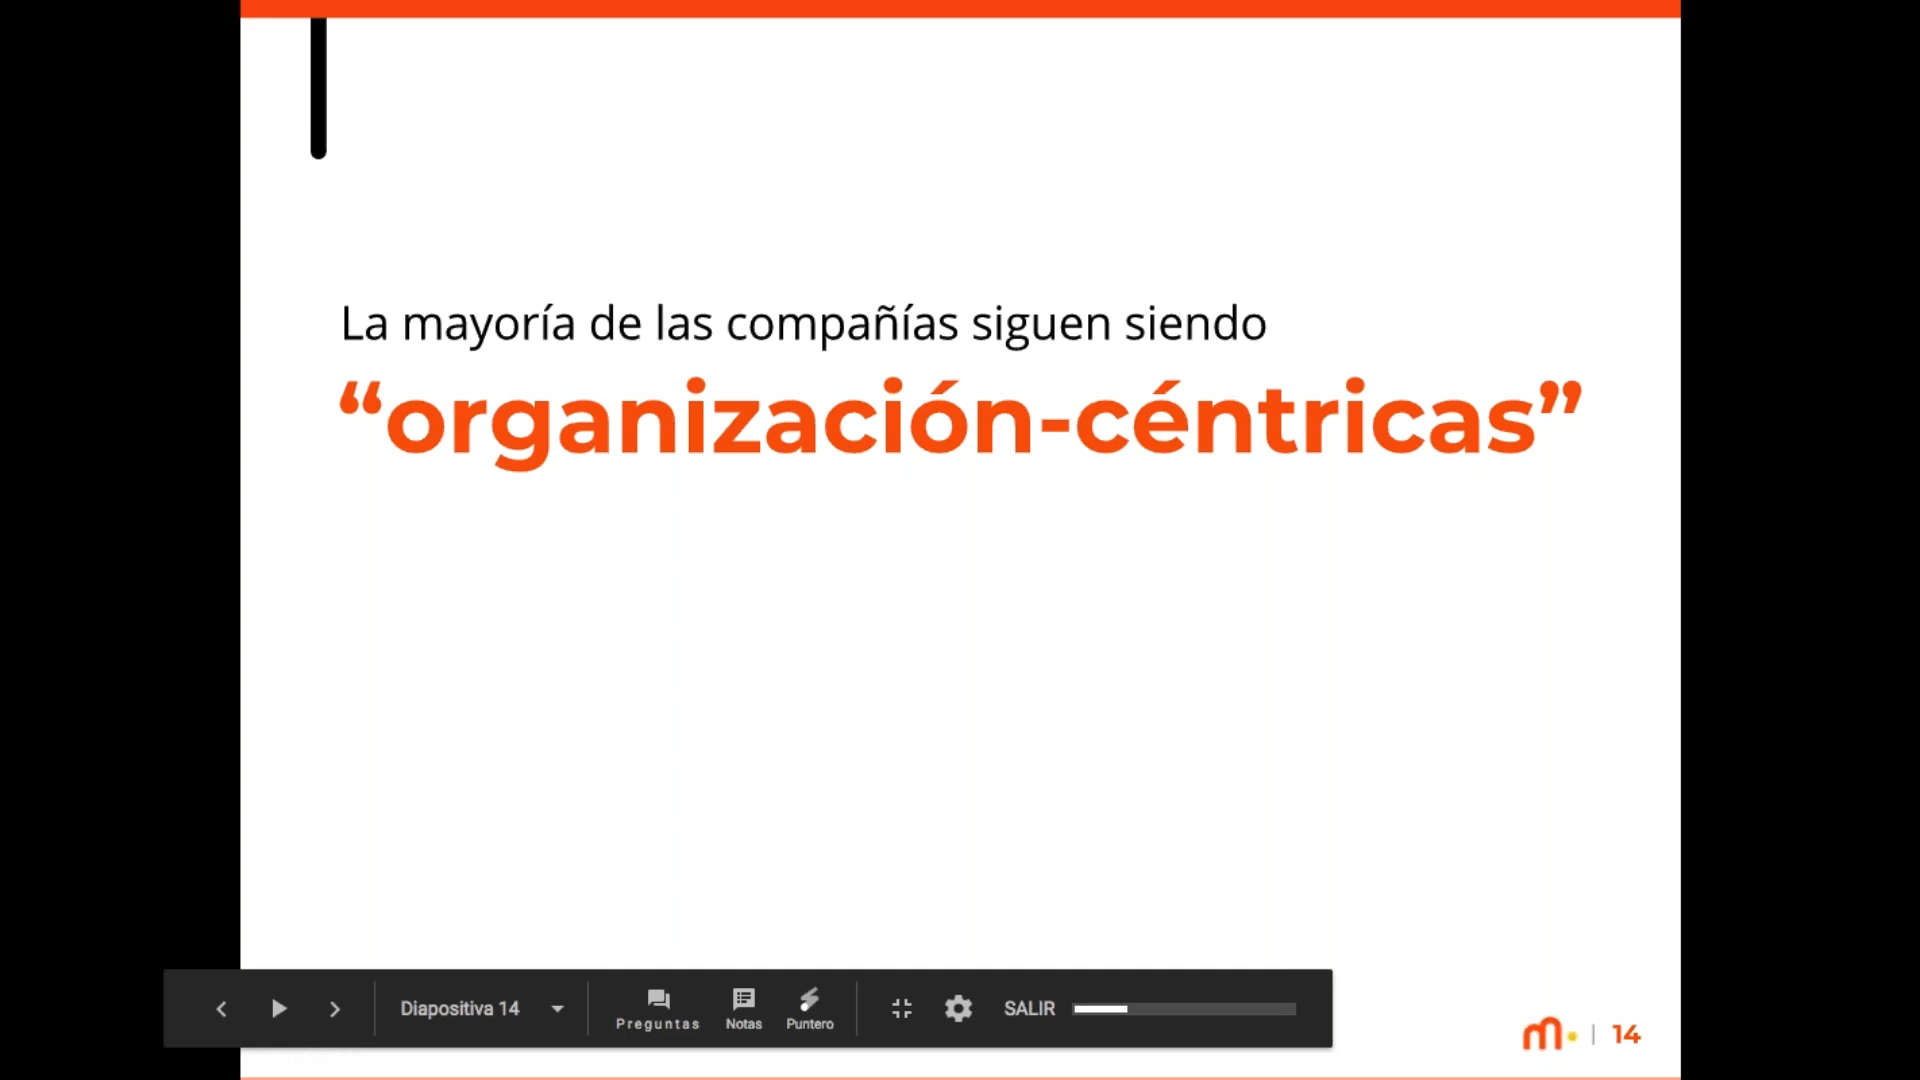 La mayoría de las compañías siguen siendo
“organización-céntricas”
Diapositiva 14
Preguntas
Notas
Puntero
SALIR
m. | 14